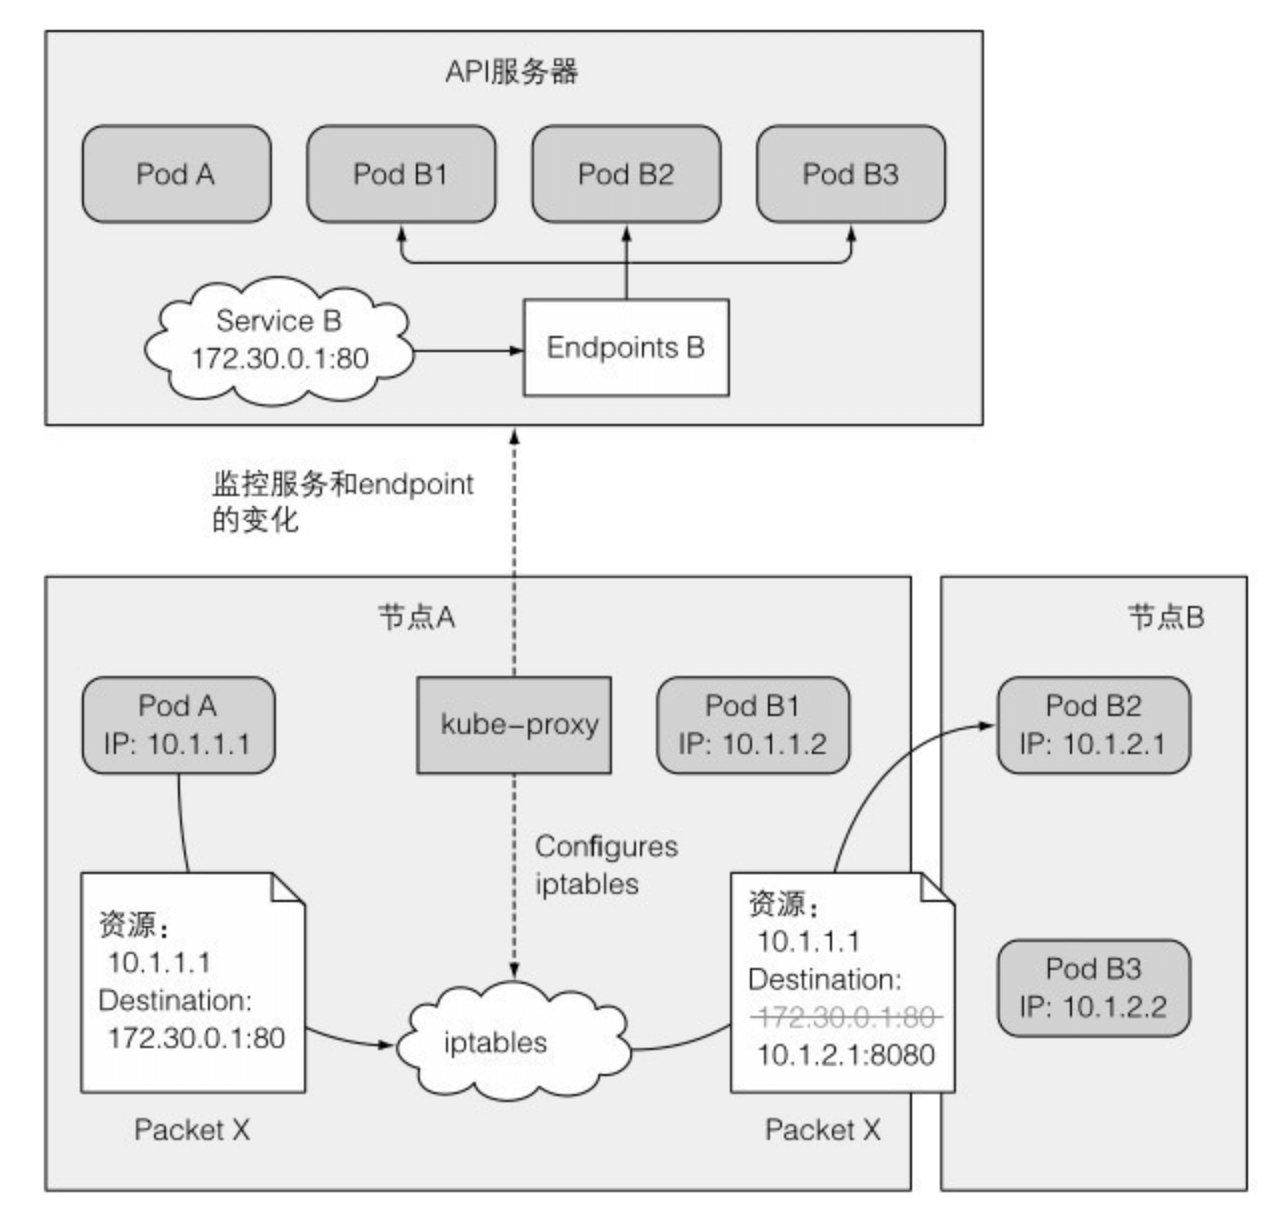 API服务器
Pod A
Pod B1
Pod B2
Pod B3
Service B
172.30.0.1:80
Endpoints B
监控服务和endpoint
的变化
节点A
节点B
Pod A
IP: 10.1.1.1
kube-proxy
Pod B1
IP: 10.1.1.2
Pod B2
IP: 10.1.2.1
Configures
iptables
资源：
10.1.1.1
Destination:
172.30.0.1:80
Packet X
iptables
资源：
10.1.1.1
Destination:
172.30.0.1:80
10.1.2.1:8080
Packet X
Pod B3
IP: 10.1.2.2